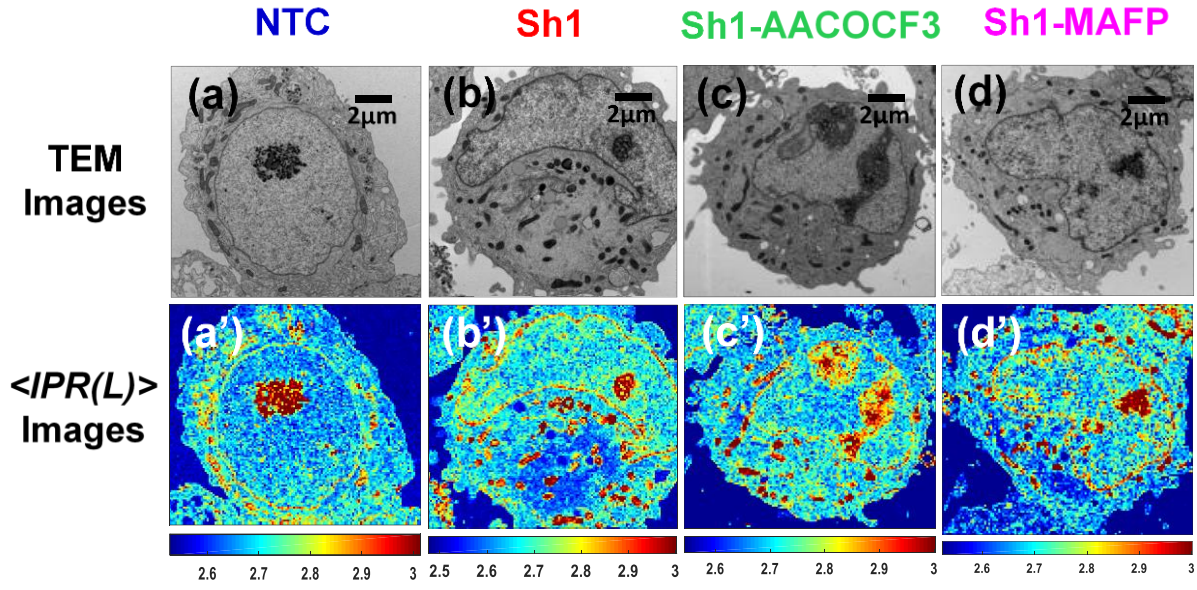 NTC Sh1 Sh1-AACOCF3 Sh1-MAFP
(a) (b) (c) (d)
2µm 2µm 2µm 2µm
TEM
Images
(a’) (b’) (c’) (d’)
<IPR(L)>
Images
2.6 2.7 2.8 2.9 3 2.5 2.6 2.7 2.8 2.9 3 2.6 2.7 2.8 2.9 3 2.6 2.7 2.8 2.9 3